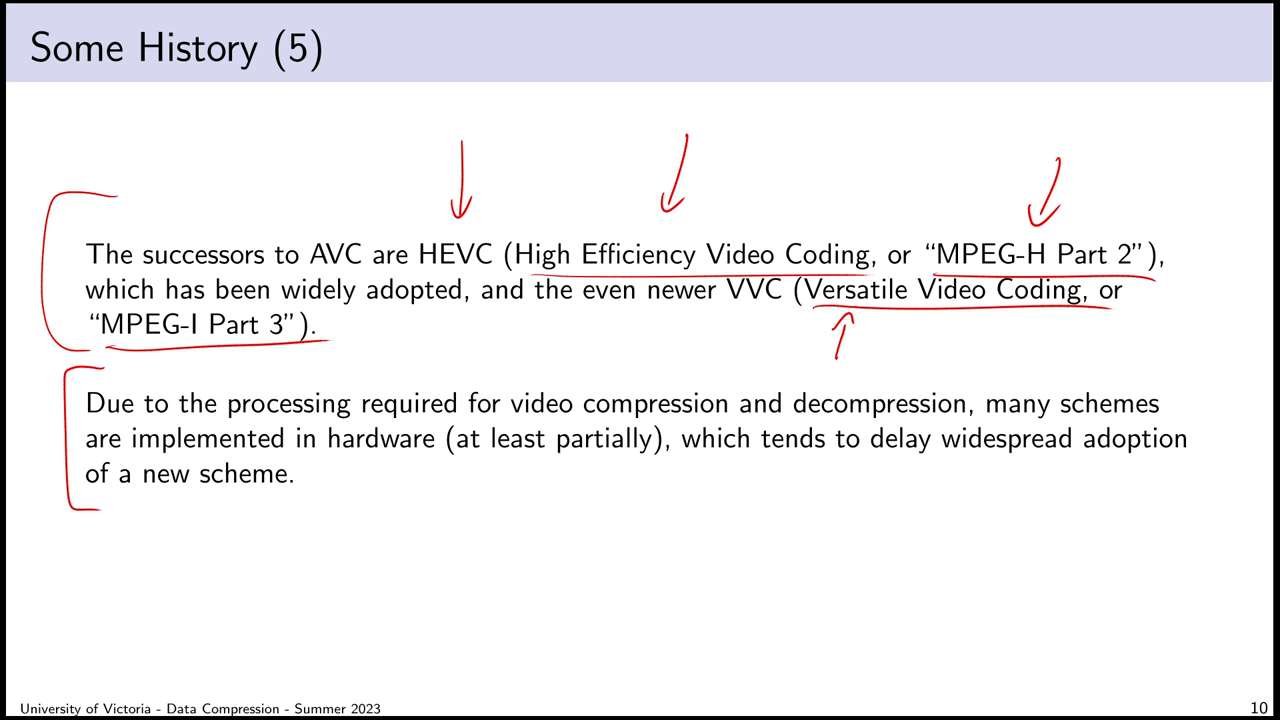 Some History (5)
The successors to AVC are HEVC (High Efficiency Video Coding, or “MPEG-H Part 2”),
which has been widely adopted, and the even newer VVC (Versatile Video Coding, or
“MPEG-I Part 3”).
Due to the processing required for video compression and decompression, many schemes
are implemented in hardware (at least partially), which tends to delay widespread adoption
of a new scheme.
University of Victoria - Data Compression - Summer 2023
10